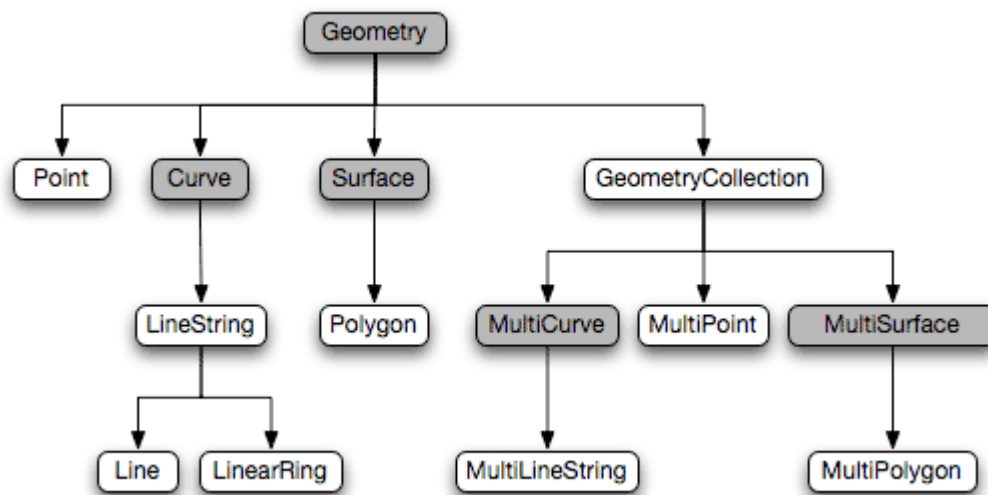 Geometry
Point
Curve
Surface
GeometryCollection
LineString
Polygon
MultiCurve
MultiPoint
MultiSurface
Line
LinearRing
MultiLineString
MultiPolygon